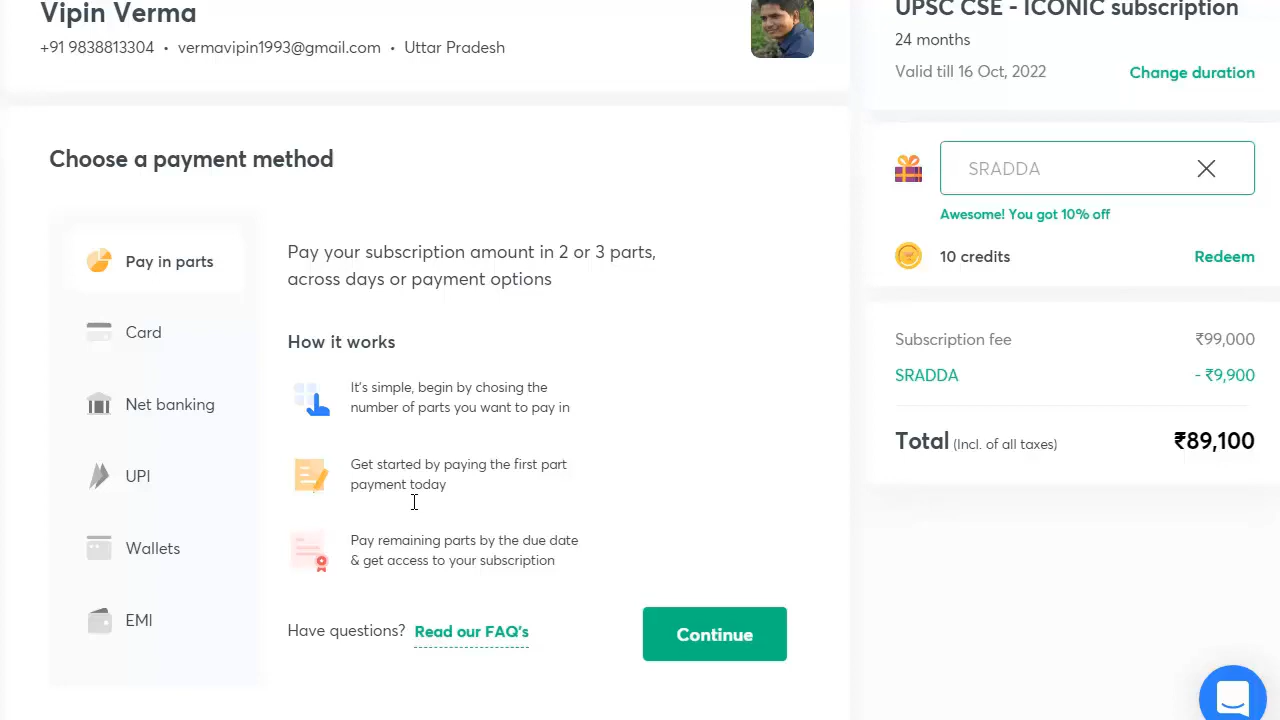 Vipin Verma
+91 9838813304 • vermavipin1993@gmail.com • Uttar Pradesh
Choose a payment method
Pay in parts
Card
Net banking
UPI
Wallets
EMI
Pay your subscription amount in 2 or 3 parts,
across days or payment options
How it works
It's simple, begin by chosing the
number of parts you want to pay in
Get started by paying the first part
payment today
Pay remaining parts by the due date
& get access to your subscription
Have questions? Read our FAQ's
Continue
UPSC CSE - ICONIC subscription
24 months
Valid till 16 Oct, 2022 Change duration
SRADDA
Awesome! You got 10% off
10 credits Redeem
Subscription fee ₹99,000
SRADDA - ₹9,900
Total (Incl. of all taxes) ₹89,100